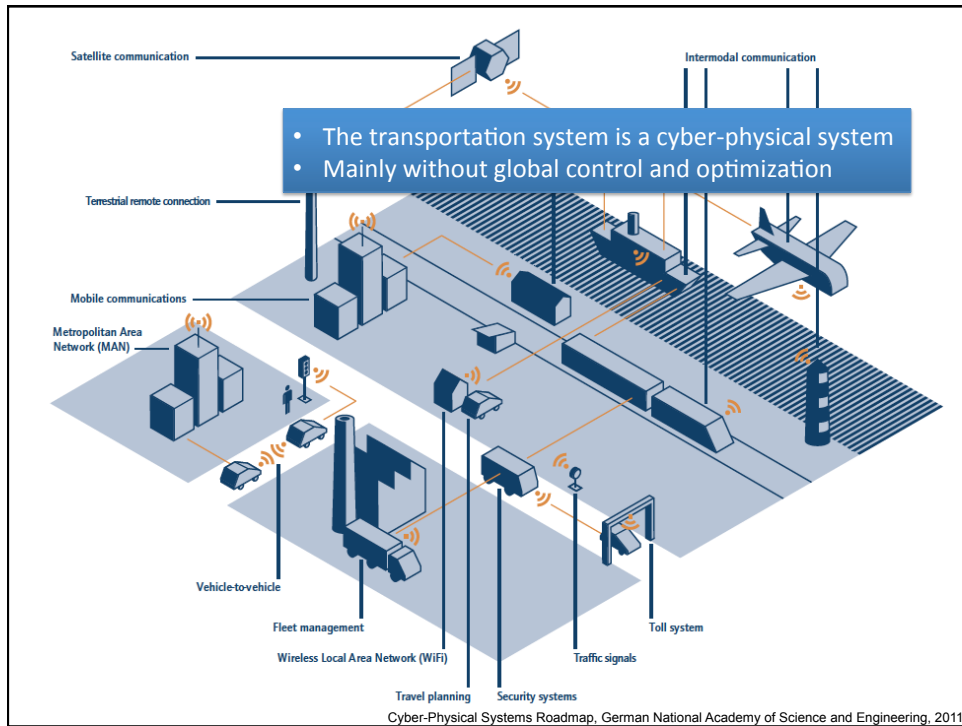 Satellite communication
Intermodal communication
• The transportation system is a cyber-physical system
• Mainly without global control and optimization
Terrestrial remote connection
Mobile communications
Metropolitan Area
Network (MAN)
Vehicle-to-vehicle
Fleet management
Toll system
Wireless Local Area Network (WiFi)
Traffic signals
Travel planning
Security systems
Cyber-Physical Systems Roadmap, German National Academy of Science and Engineering, 2011